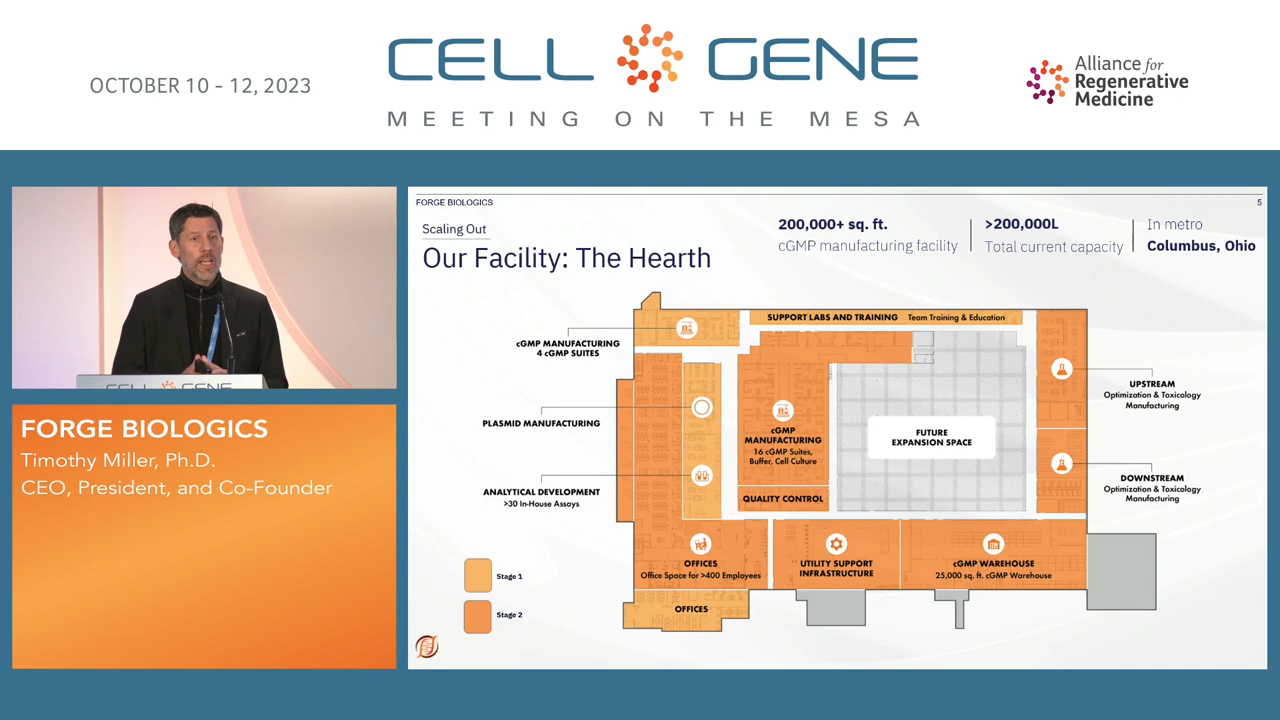 OCTOBER 10 - 12, 2023
CELL GENE
MEETING ON THE MESA
Alliance for
Regenerative
Medicine
CELL GENE
FORGE BIOLOGICS
Timothy Miller, Ph.D.
CEO, President, and Co-Founder
FORGE BIOLOGICS
5
Scaling Out
Our Facility: The Hearth
200,000+ sq. ft.
cGMP manufacturing facility
>200,000L
Total current capacity
In metro
Columbus, Ohio
SUPPORT LABS AND TRAINING Team Training & Education
cGMP MANUFACTURING
4 cGMP SUITES
PLASMID MANUFACTURING
ANALYTICAL DEVELOPMENT
>30 In-House Assays
cGMP
MANUFACTURING
16 cGMP Suites,
Buffer, Cell Culture
QUALITY CONTROL
FUTURE
EXPANSION SPACE
UPSTREAM
Optimization & Toxicology
Manufacturing
DOWNSTREAM
Optimization & Toxicology
Manufacturing
OFFICES
Office Space for >400 Employees
UTILITY SUPPORT
INFRASTRUCTURE
cGMP WAREHOUSE
25,000 sq. ft. cGMP Warehouse
OFFICES
Stage 1
Stage 2